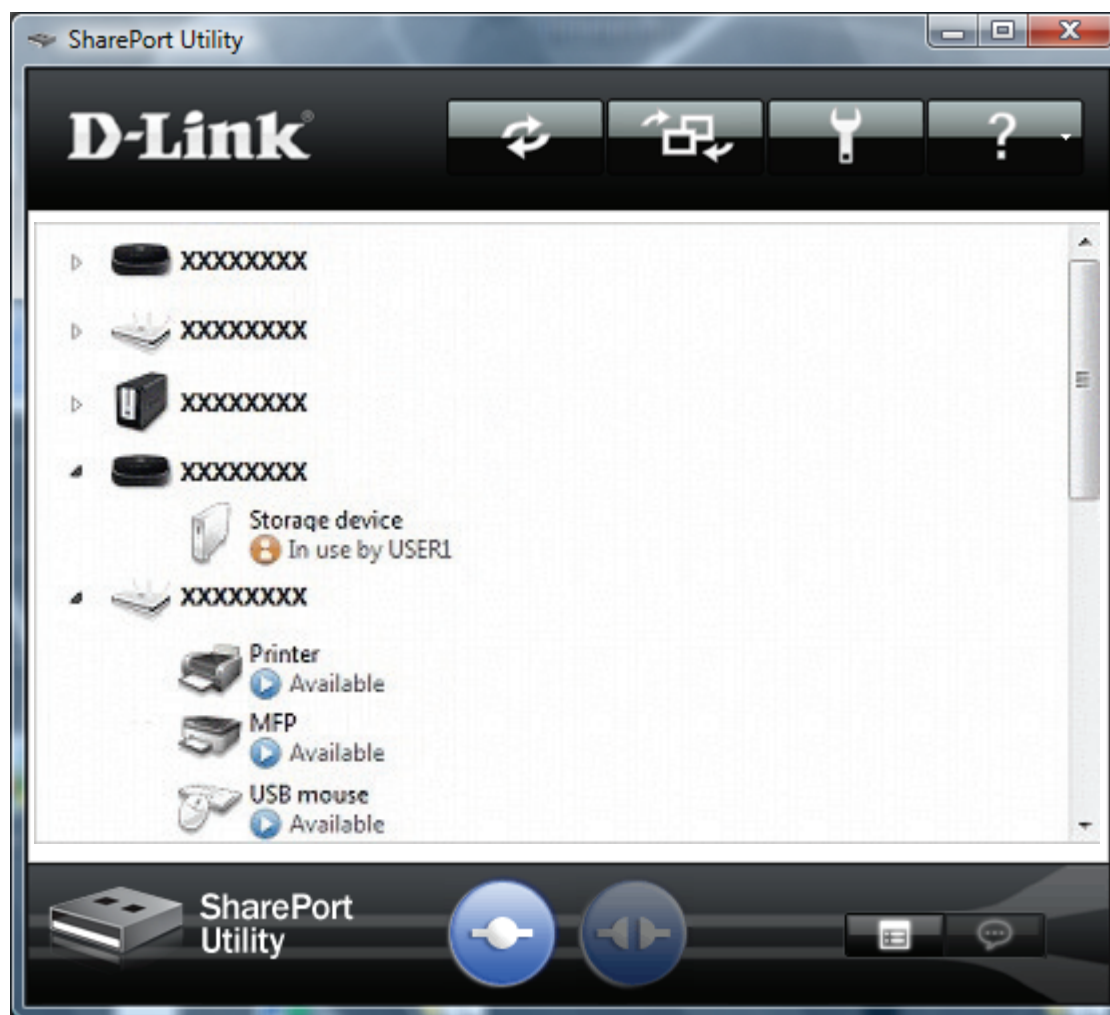 SharePort Utility
D-Link®
?
XXXXXXXX
XXXXXXXX
XXXXXXXX
XXXXXXXX
Storage device
In use by USER1
XXXXXXXX
Printer
Available
MFP
Available
USB mouse
Available
SharePort
Utility